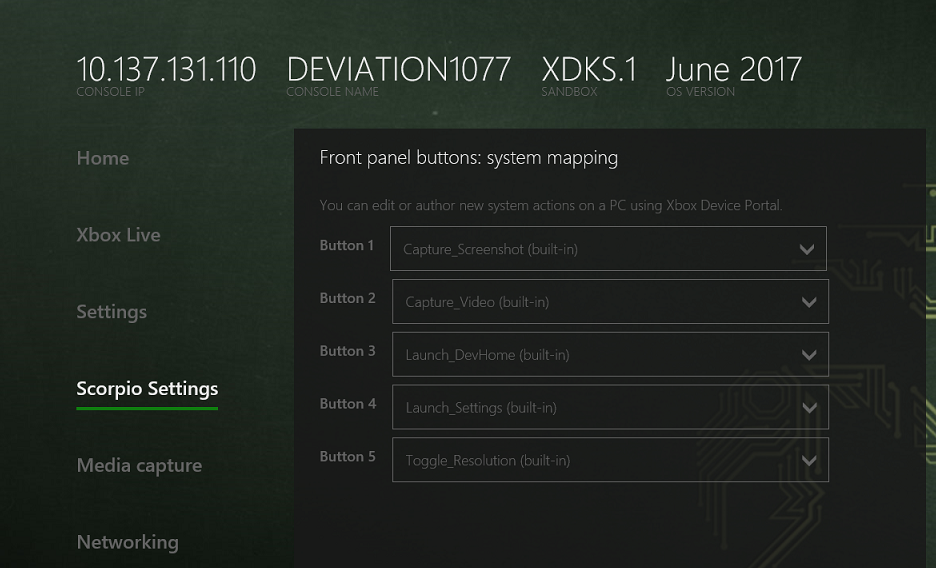 10.137.131.110 DEVIATION1077 XDKS.1 June 2017
CONSOLE IP CONSOLE NAME SANDBOX OS VERSION
Home
Xbox Live
Settings
Scorpio Settings
Media capture
Networking
Front panel buttons: system mapping
You can edit or author new system actions on a PC using Xbox Device Portal.
Button 1 Capture_Screenshot (built-in)
Button 2 Capture_Video (built-in)
Button 3 Launch_DevHome (built-in)
Button 4 Launch_Settings (built-in)
Button 5 Toggle_Resolution (built-in)